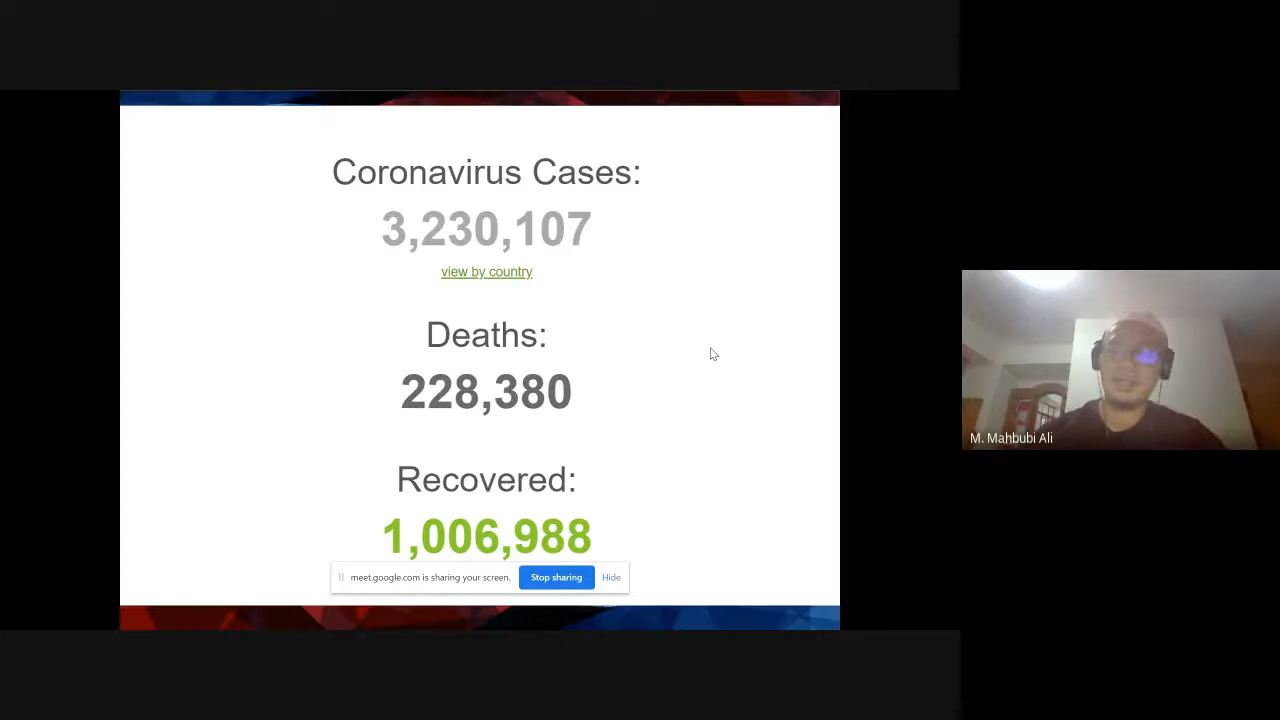 Coronavirus Cases:
3,230,107
view by country
Deaths:
228,380
Recovered:
1,006,988
meet.google.com is sharing your screen.
Stop sharing
Hide
M. Mahbubi Ali